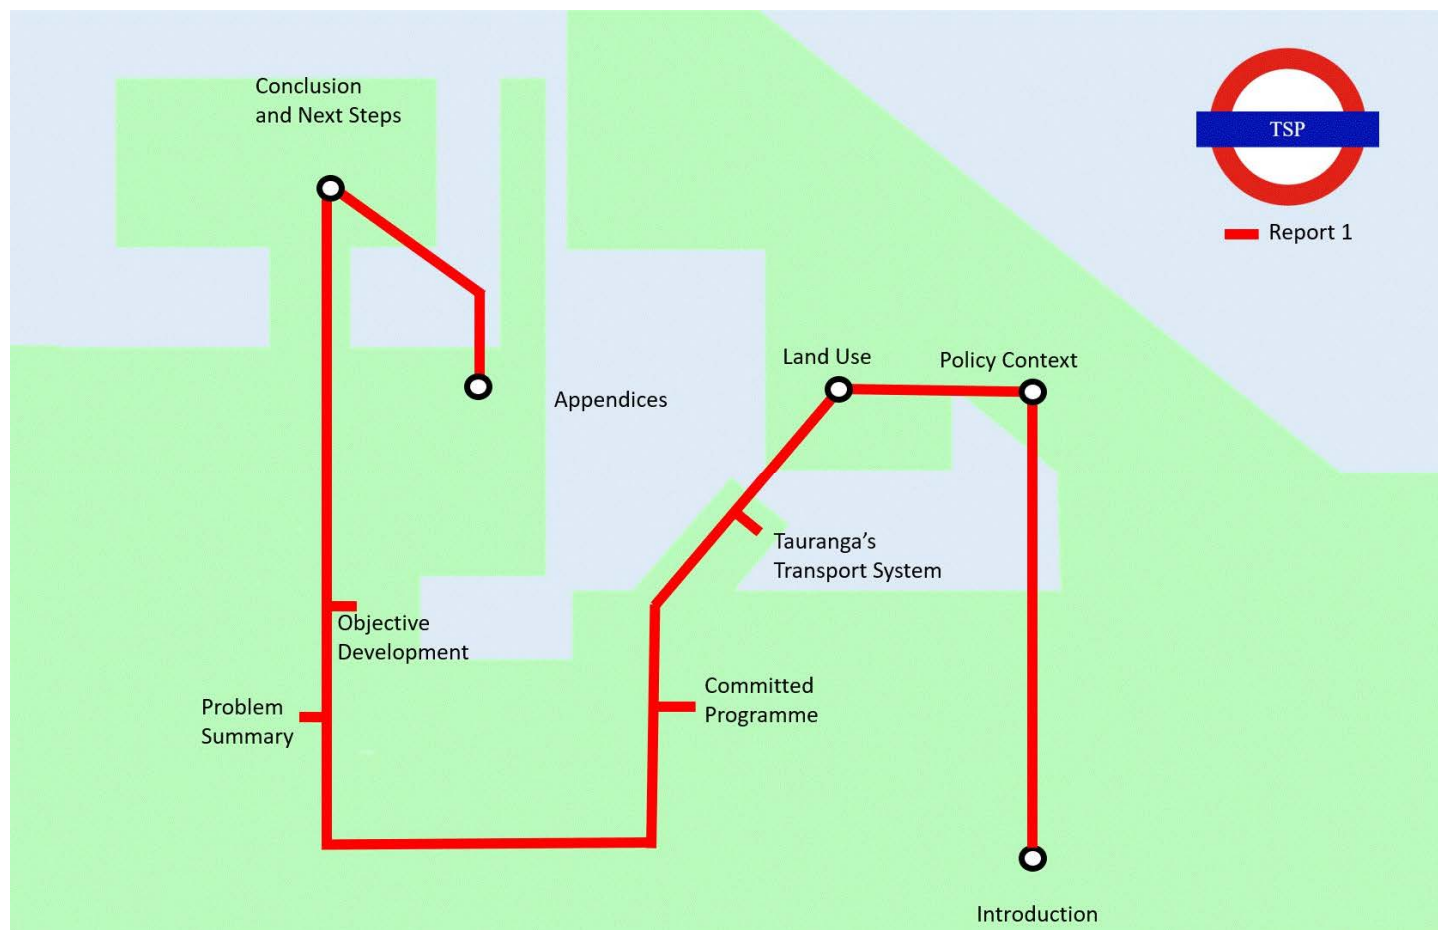 Conclusion
and Next Steps
TSP
Report 1
Land Use
Policy Context
Appendices
Tauranga’s
Transport System
Objective
Development
Committed
Programme
Problem
Summary
Introduction